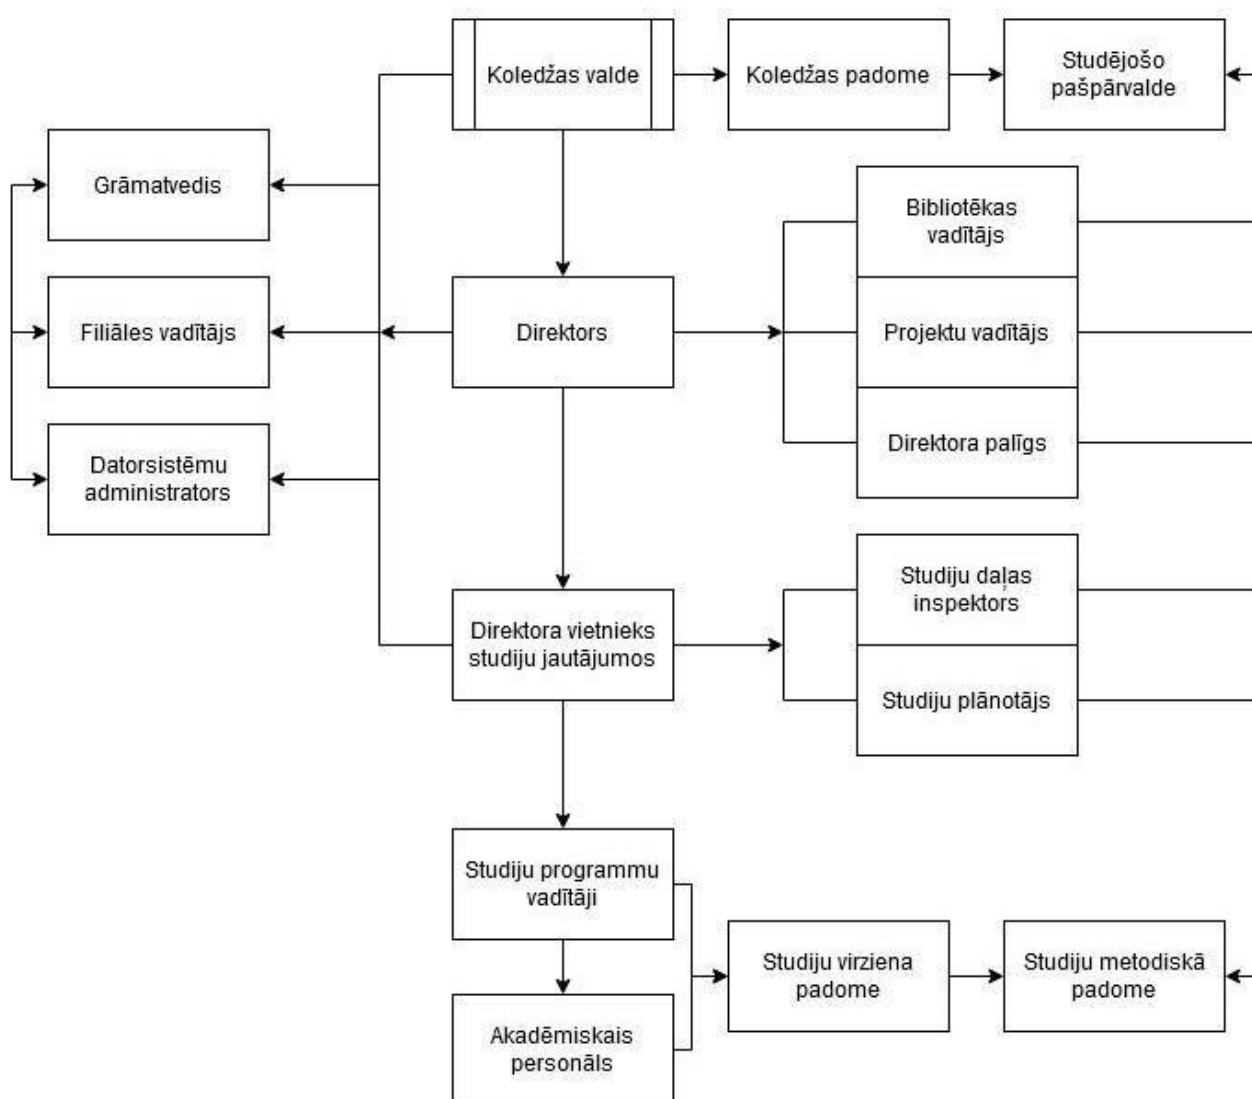 Koledžas valde
Koledžas padome
Studējošo
pašpārvalde
Grāmatvedis
Bibliotēkas
vadītājs
Filiāles vadītājs
Direktors
Projektu vadītājs
Datorsistēmu
administrators
Direktora palīgs
Direktora vietnieks
studiju jautājumos
Studiju daļas
inspektors
Studiju plānotājs
Studiju programmu
vadītāji
Studiju virziena
padome
Studiju metodiskā
padome
Akadēmiskais
personāls